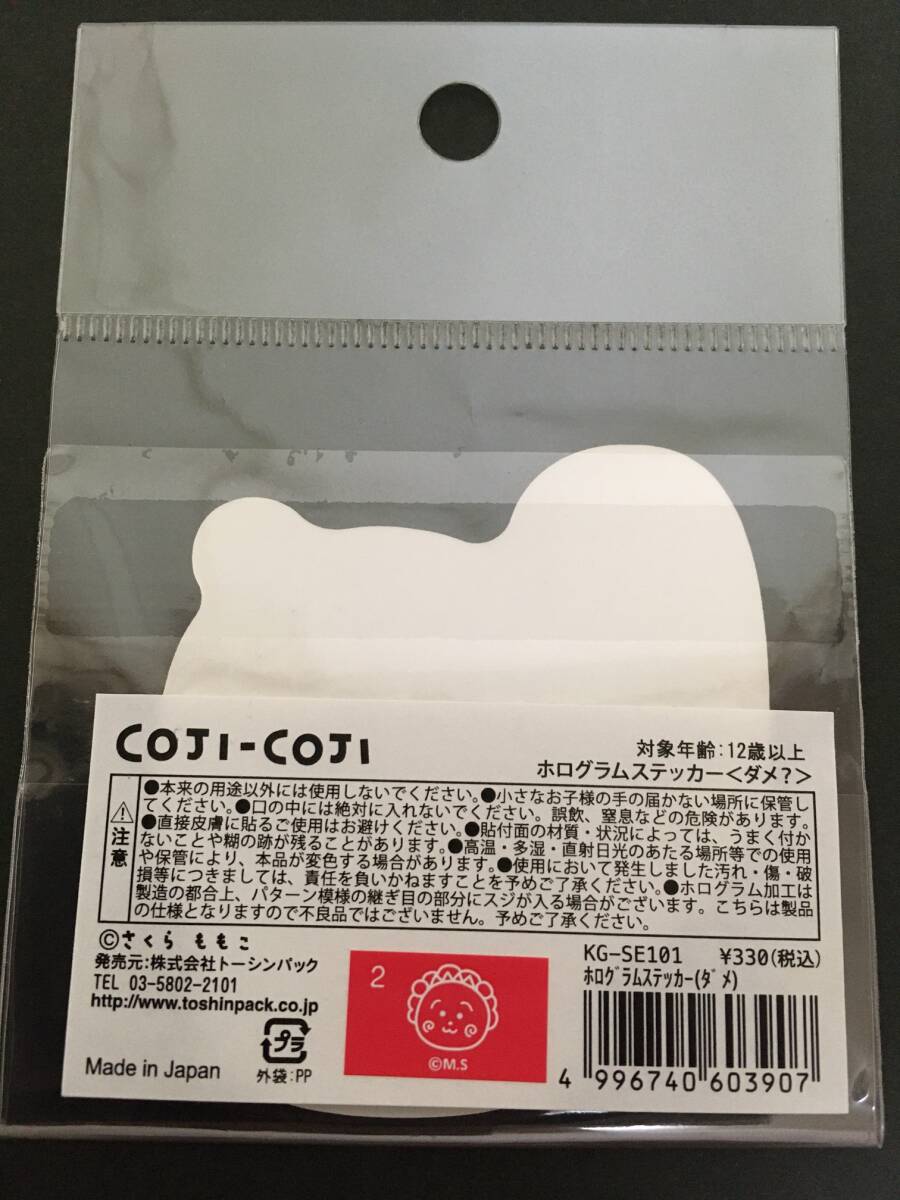 COJI-COJI
対象年齢:12歳以上
ホログラムステッカー<ダメ?>
⚠注意
●本来の用途以外には使用しないでください。●小さなお子様の手の届かない場所に保管し
てください。●口の中には絶対に入れないでください。誤飲、窒息などの危険があります。
●直接皮膚に貼るご使用はお避けください。●貼付面の材質・状況によっては、うまく付か
ないことや糊の跡が残ることがあります。●高温・多湿・直射日光のあたる場所等での使用
や保管により、本品が変色する場合があります。●使用において発生しました汚れ・傷・破
損等につきましては、責任を負いかねますことを予めご了承ください。●ホログラム加工は
製造の都合上、パターン模様の継ぎ目の部分にスジが入る場合がございます。こちらは製品
の仕様となりますので不良品ではございません。予めご了承ください。
©さくら ももこ
発売元:株式会社トーシンパック
TEL 03-5802-2101
http://www.toshinpack.co.jp
プラ
外袋:PP
Made in Japan
2
©M.S
KG-SE101 ¥330(税込)
ホログラムステッカー(ダメ)
4 996740 603907